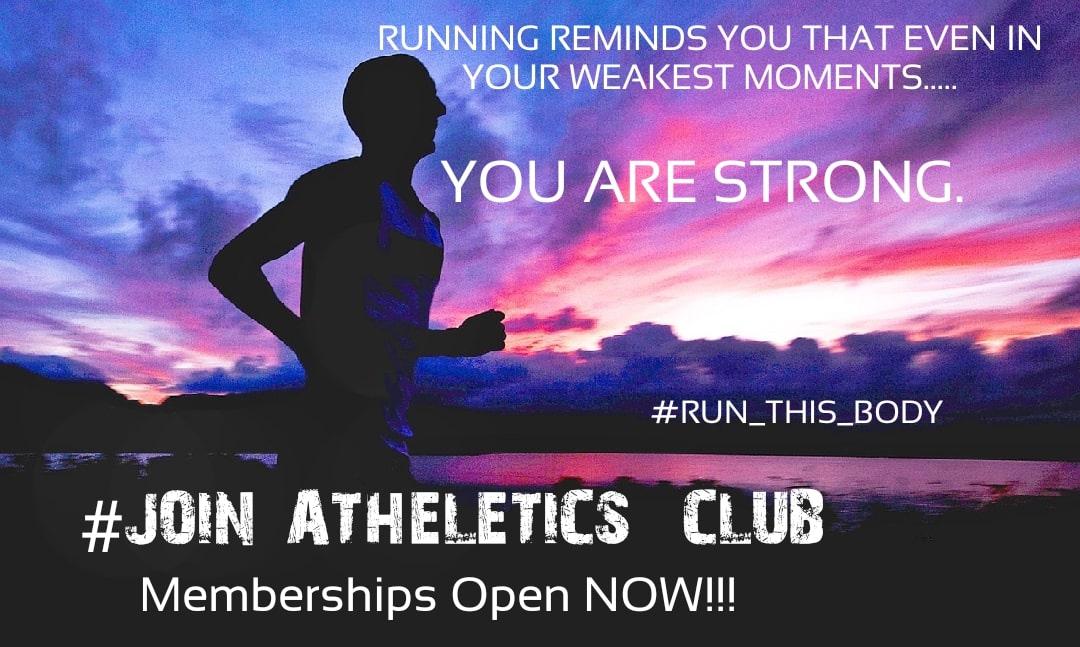 RUNNING REMINDS YOU THAT EVEN IN
YOUR WEAKEST MOMENTS.....
YOU ARE STRONG.
#RUN_THIS_BODY
#JOIN ATHELETICS CLUB
Memberships Open NOW!!!